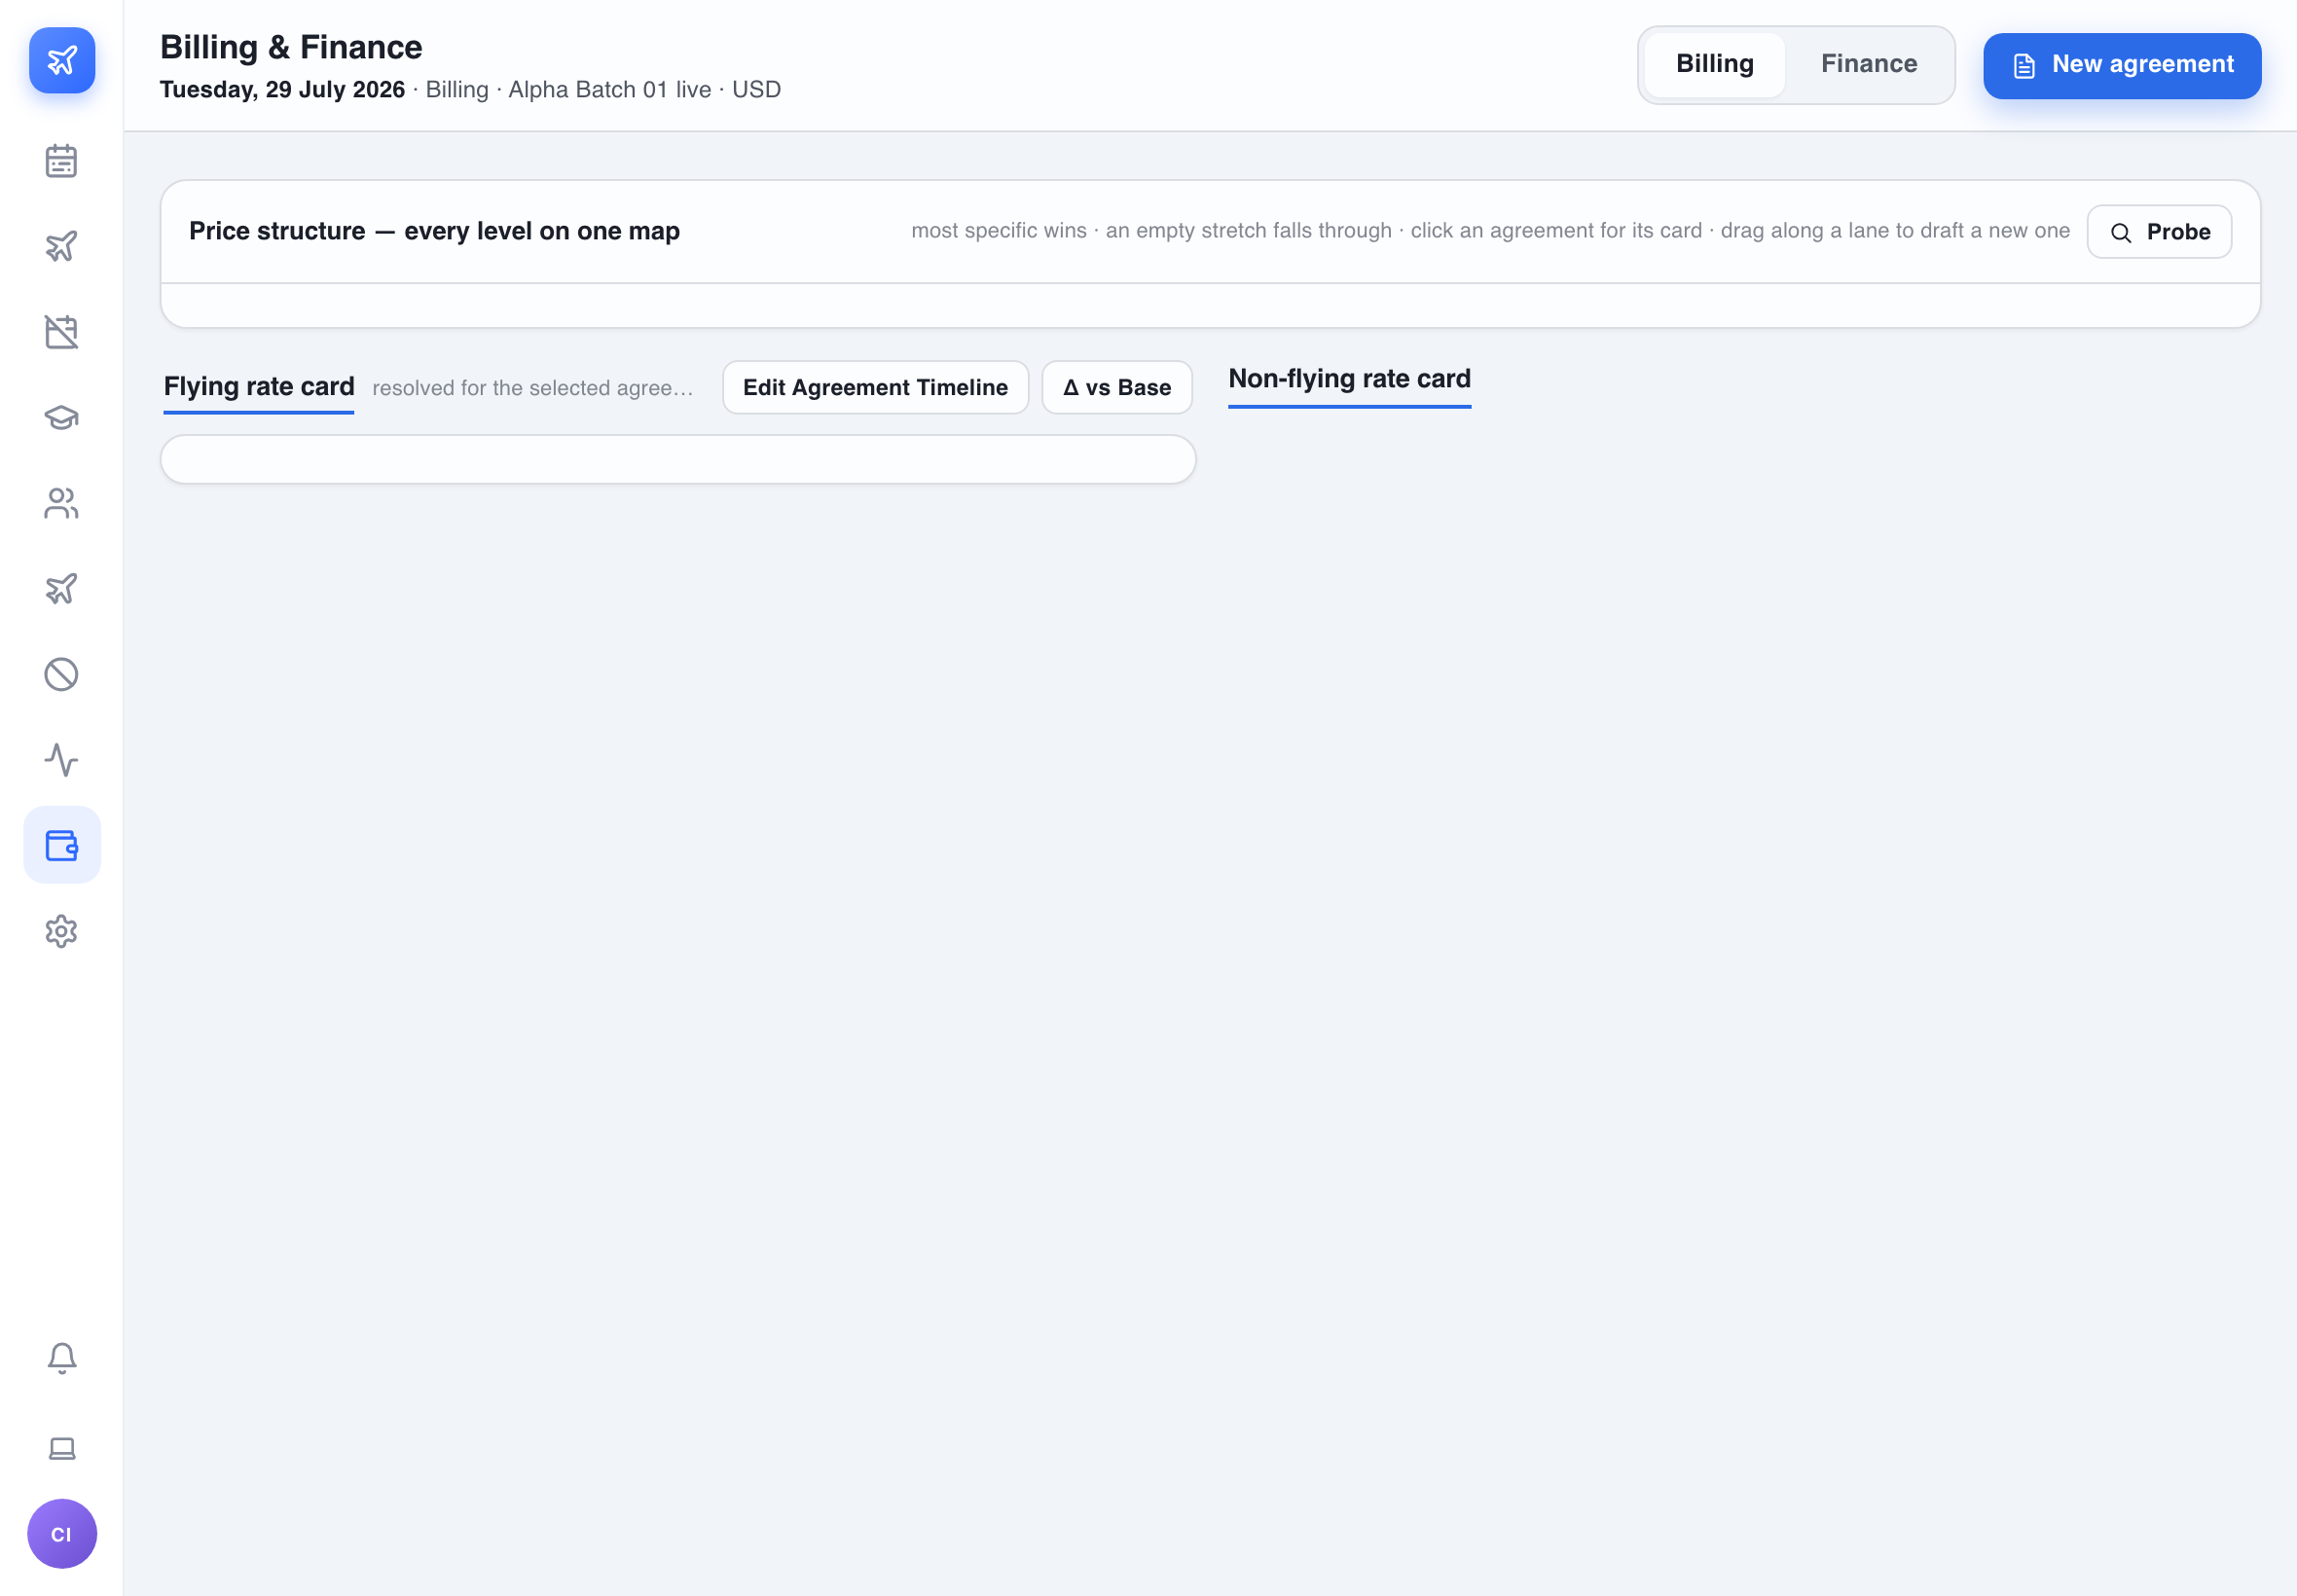 Billing & Finance
Tuesday, 29 July 2026 · Billing · Alpha Batch 01 live · USD
Billing
Finance
New agreement
Price structure — every level on one map
most specific wins · an empty stretch falls through · click an agreement for its card · drag along a lane to draft a new one
Probe
Flying rate card
resolved for the selected agree...
Edit Agreement Timeline
Δ vs Base
Non-flying rate card
CI